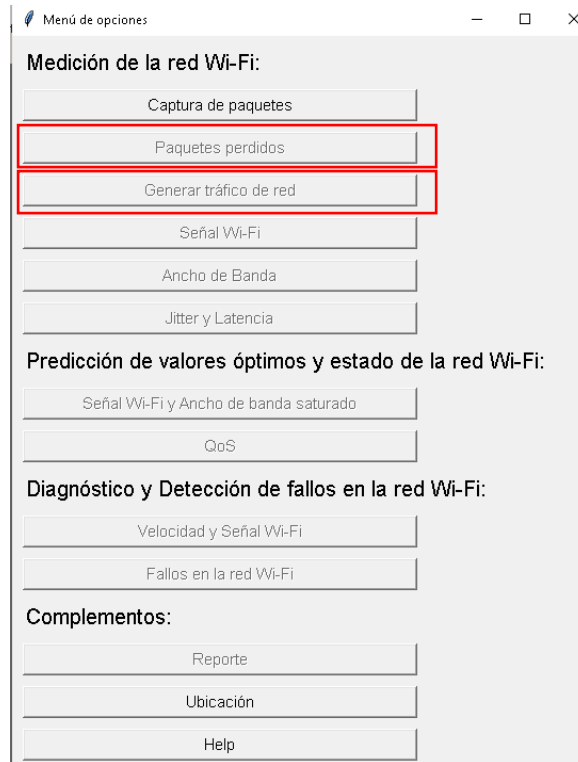 Menú de opciones
Medición de la red Wi-Fi:
Captura de paquetes
Paquetes perdidos
Generar tráfico de red
Señal Wi-Fi
Ancho de Banda
Jitter y Latencia
Predicción de valores óptimos y estado de la red Wi-Fi:
Señal Wi-Fi y Ancho de banda saturado
QoS
Diagnóstico y Detección de fallos en la red Wi-Fi:
Velocidad y Señal Wi-Fi
Fallos en la red Wi-Fi
Complementos:
Reporte
Ubicación
Help